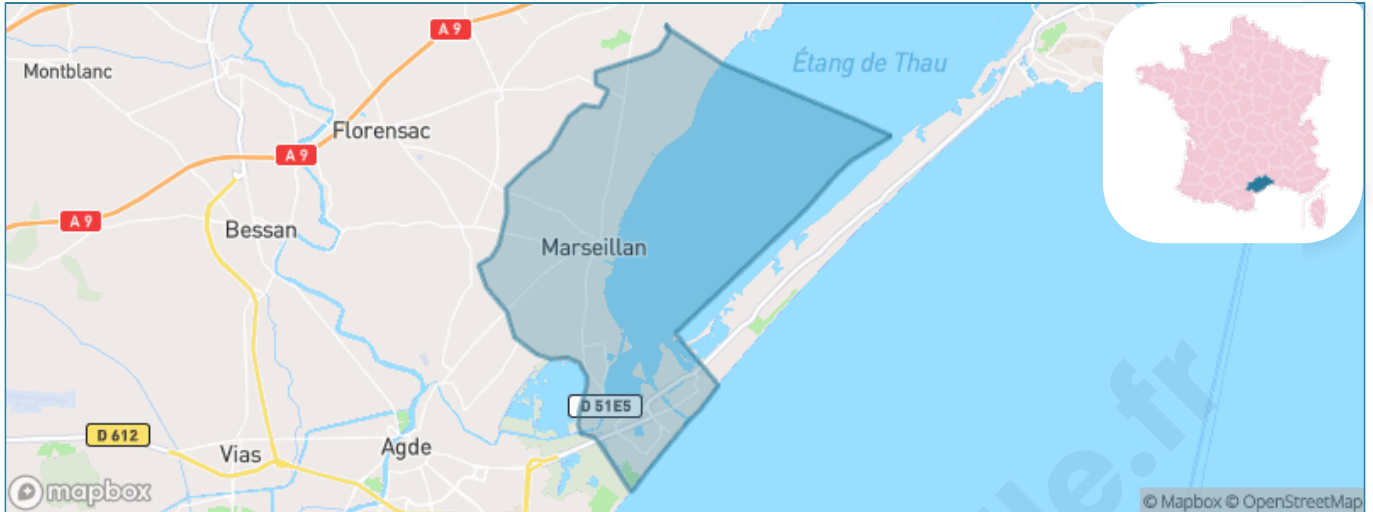 A 9
Montblanc
Étang de Thau
Florensac
A 9
A 9
Bessan
Marseillan
D 51E5
D 612
Vias
Agde
mapbox
© Mapbox © OpenStreetMap